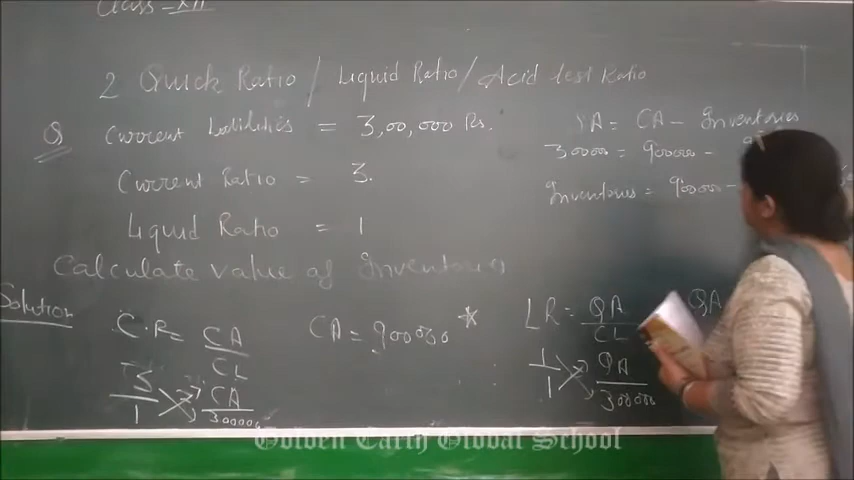 Class - XII
2 Quick Ratio / Liquid Ratio / Acid test Ratio
Q Current Liabilities = 3,00,000 Rs.
Current Ratio = 3.
Liquid Ratio = 1
Calculate value of Inventories
Solution
C.R = CA
CL
CA
1 300000
CA = 900000 *
QA = CA - Inventories
300000 = 900000 -
Inventories = 900000 -
LR = QA
CL
1 QA
1 300000
QA
Golden Earth Global School